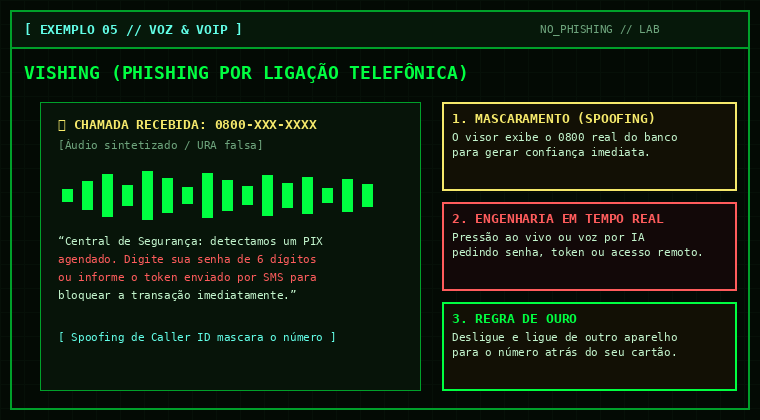 [ EXEMPLO 05 // VOZ & VOIP ]
NO_PHISHING // LAB
VISHING (PHISHING POR LIGAÇÃO TELEFÔNICA)
CHAMADA RECEBIDA: 0800-XXX-XXXX
[Áudio sintetizado / URA falsa]
“Central de Segurança: detectamos um PIX
agendado. Digite sua senha de 6 dígitos
ou informe o token enviado por SMS para
bloquear a transação imediatamente.”
[ Spoofing de Caller ID mascara o número ]
1. MASCARAMENTO (SPOOFING)
O visor exibe o 0800 real do banco
para gerar confiança imediata.
2. ENGENHARIA EM TEMPO REAL
Pressão ao vivo ou voz por IA
pedindo senha, token ou acesso remoto.
3. REGRA DE OURO
Desligue e ligue de outro aparelho
para o número atrás do seu cartão.